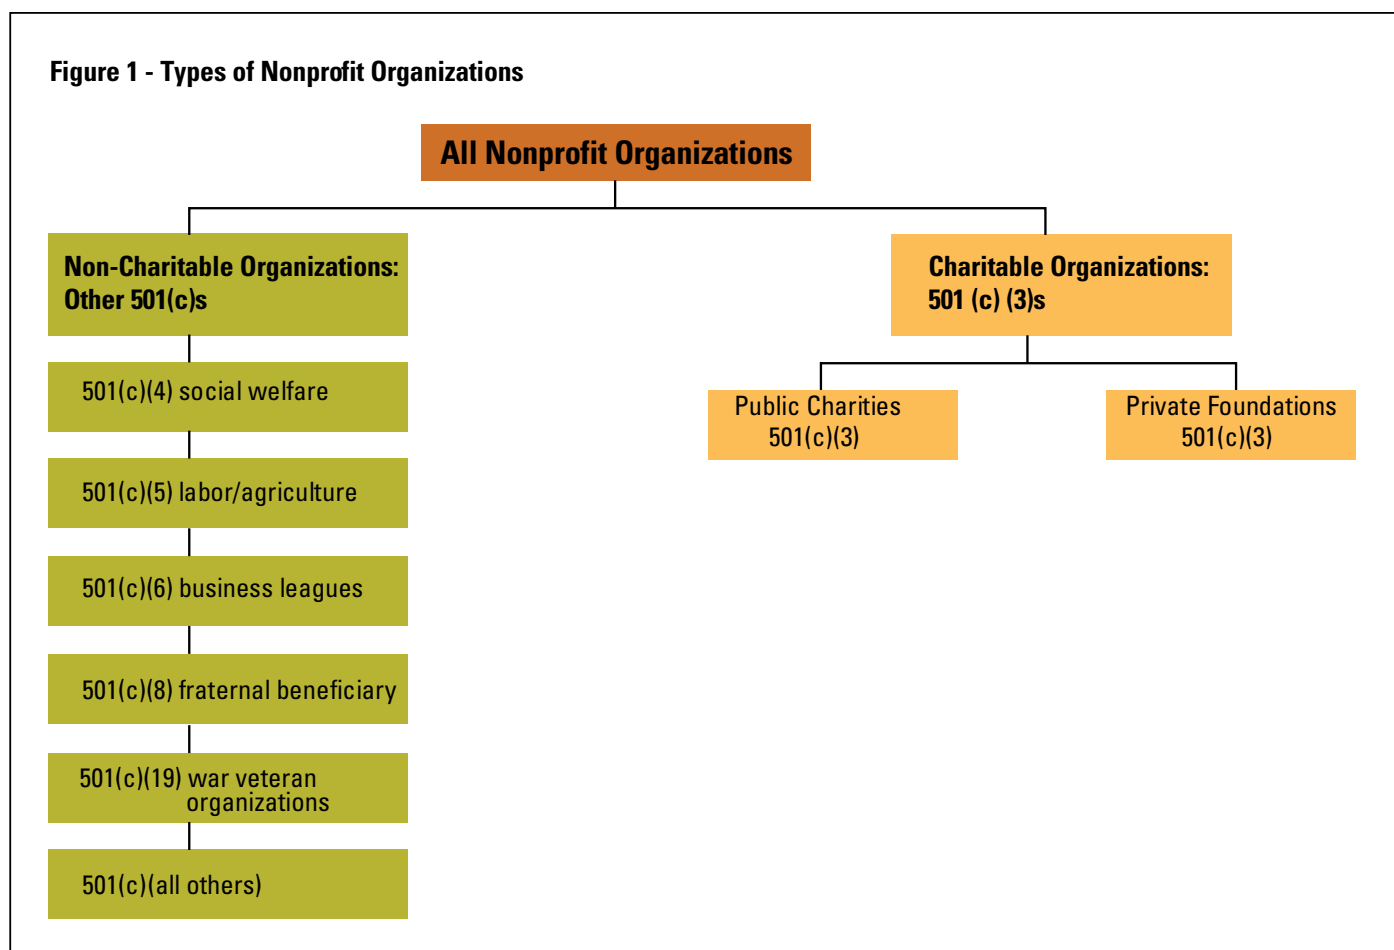 Figure 1 - Types of Nonprofit Organizations
All Nonprofit Organizations
Non-Charitable Organizations:
Other 501(c)s
501(c)(4) social welfare
501(c)(5) labor/agriculture
501(c)(6) business leagues
501(c)(8) fraternal beneficiary
501(c)(19) war veteran
organizations
501(c)(all others)
Charitable Organizations:
501 (c) (3)s
Public Charities
501(c)(3)
Private Foundations
501(c)(3)